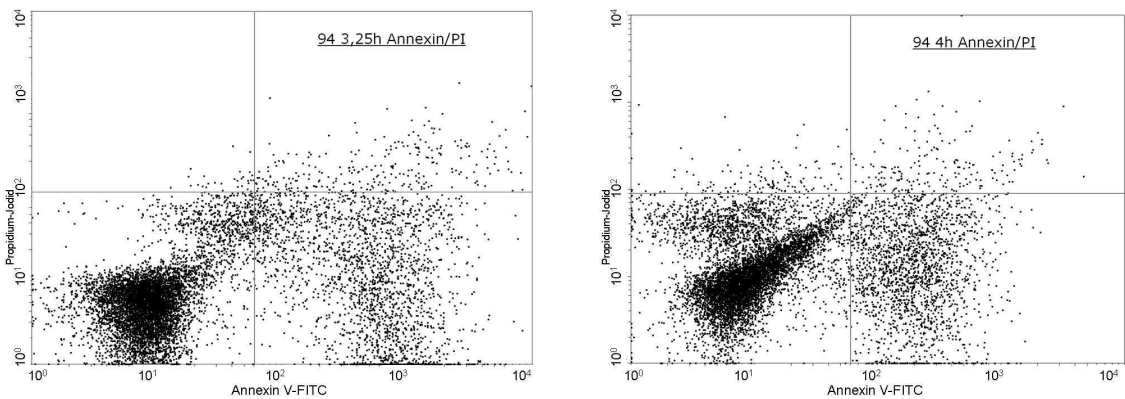 94 3,25h Annexin/PI
10⁴
10³
10²
10¹
10⁰
Propidium-Jodid
10⁰ 10¹ 10² 10³ 10⁴
Annexin V-FITC
94 4h Annexin/PI
10⁴
10³
10²
10¹
10⁰
Propidium-Jodid
10⁰ 10¹ 10² 10³ 10⁴
Annexin V-FITC